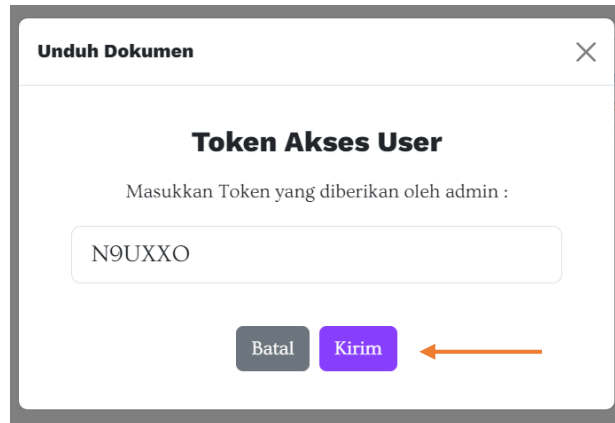 Unduh Dokumen
Token Akses User
Masukkan Token yang diberikan oleh admin :
N9UXXO
Batal Kirim